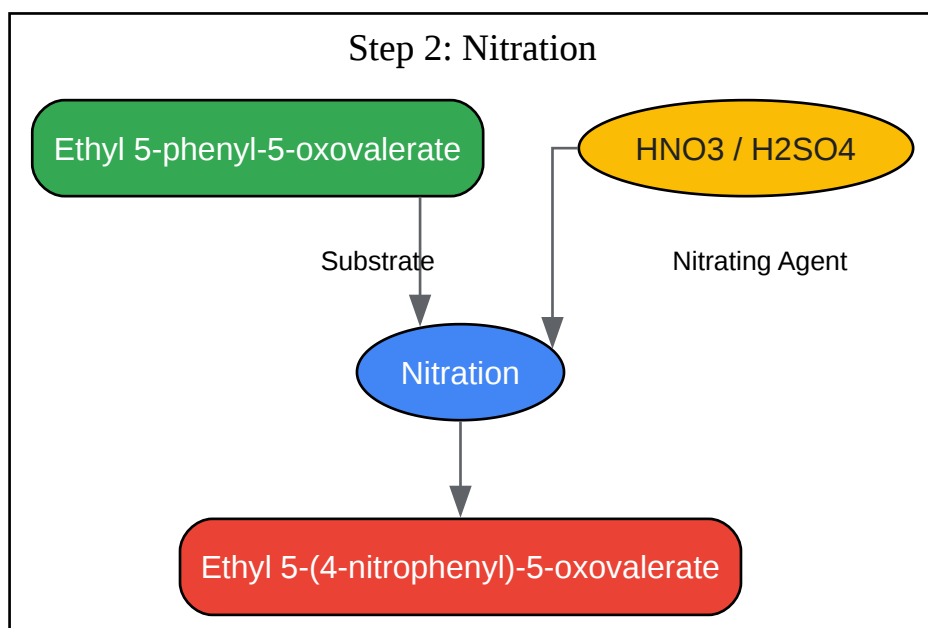 Step 2: Nitration
Ethyl 5-phenyl-5-oxovalerate
HNO3 / H2SO4
Substrate
Nitrating Agent
Nitration
Ethyl 5-(4-nitrophenyl)-5-oxovalerate